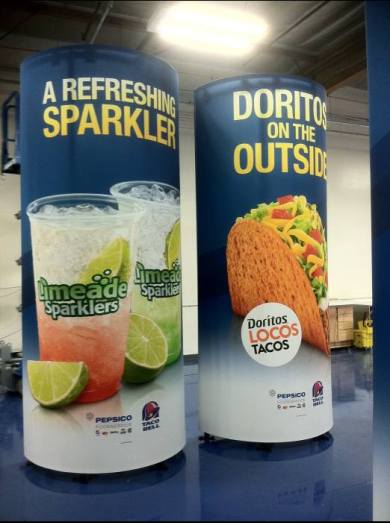 A REFRESHING
SPARKLER
Limeade
Sparklers
Limeade
Sparklers
PEPSICO
FOODSERVICE
TACO
BELL
DORITOS
ON THE
OUTSIDE
Doritos
LOCOS
TACOS
PEPSICO
TACO
BELL